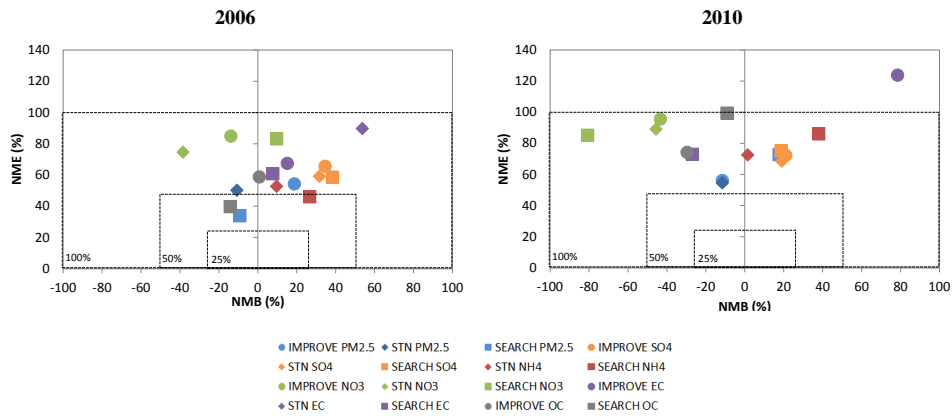 2006
2010
140
120
100
80
60
40
20
0
NME (%)
100%
50%
25%
-100 -80 -60 -40 -20 0 20 40 60 80 100
NMB (%)
140
120
100
80
60
40
20
0
NME (%)
100%
50%
25%
-100 -80 -60 -40 -20 0 20 40 60 80 100
NMB (%)
IMPROVE PM2.5 STN PM2.5 SEARCH PM2.5 IMPROVE SO4
STN SO4 SEARCH SO4 STN NH4 SEARCH NH4
IMPROVE NO3 STN NO3 SEARCH NO3 IMPROVE EC
STN EC SEARCH EC IMPROVE OC SEARCH OC